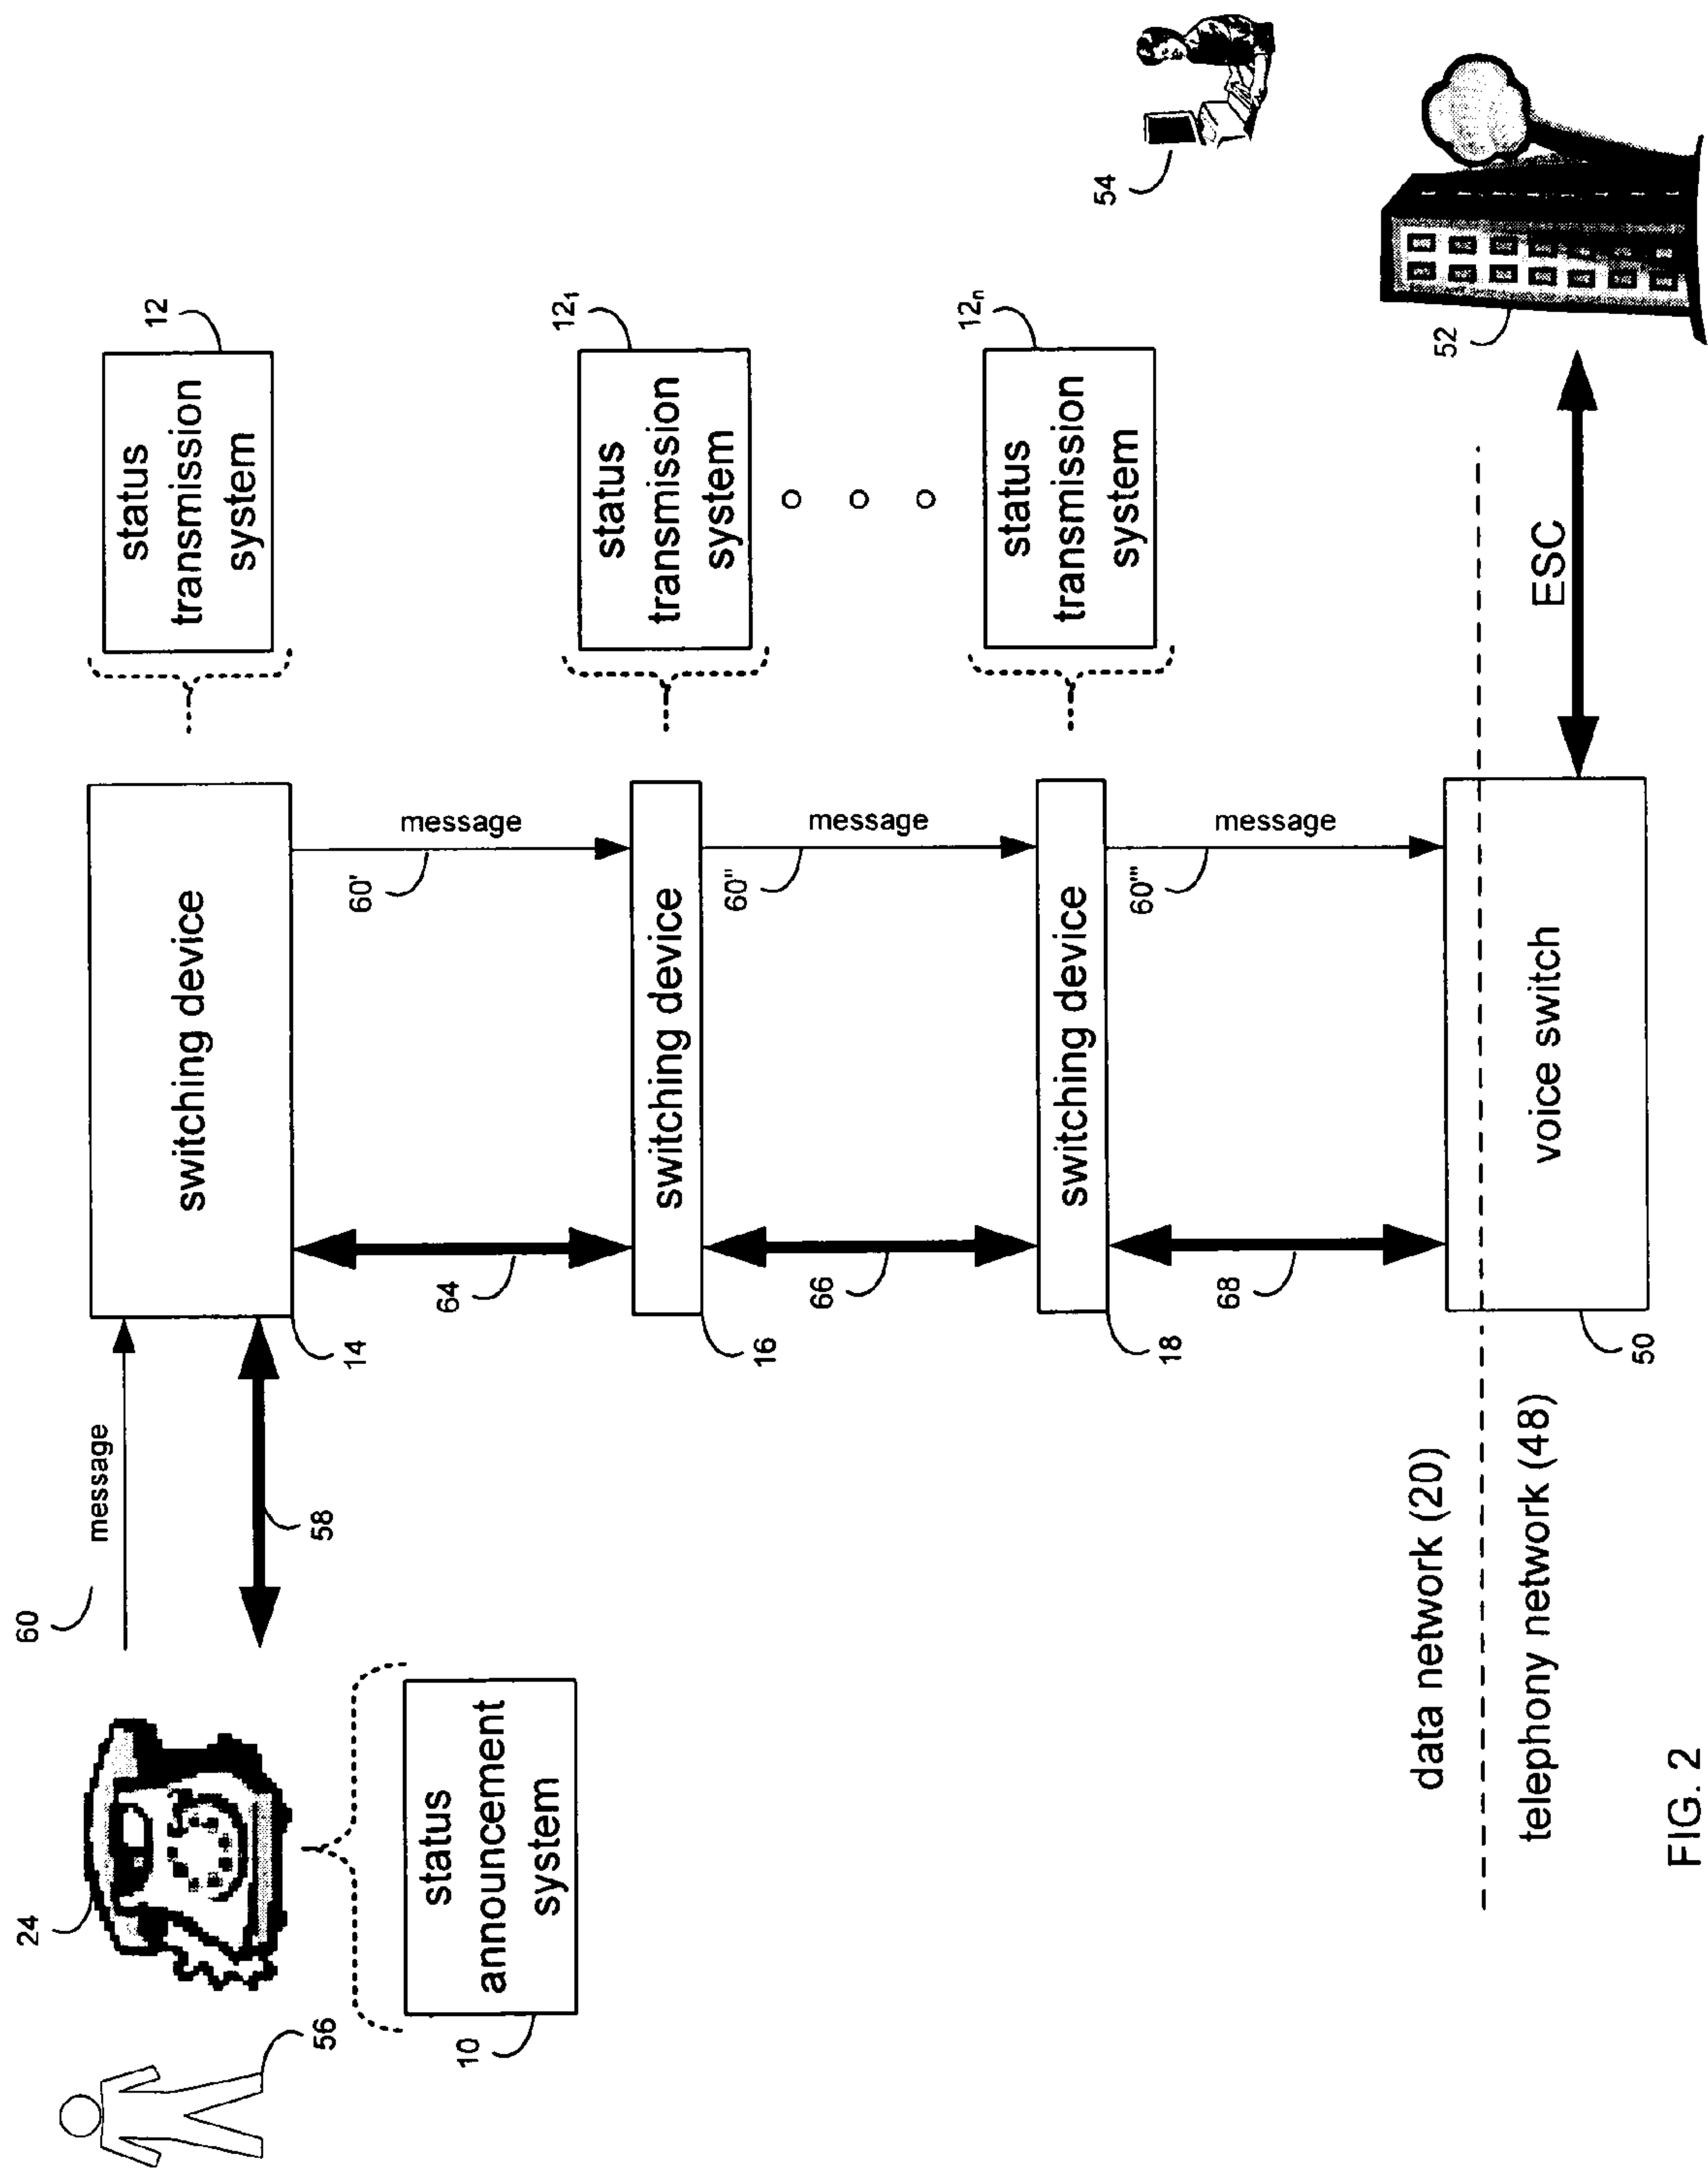 60
message
24
56
58
14
switching device
12
status
transmission
system
10
status
announcement
system
64
60'
message
16
switching device
12₁
status
transmission
system
66
60"
message
18
switching device
12ₙ
status
transmission
system
54
68
60'''
message
data network (20)
telephony network (48)
50
voice switch
ESC
52
FIG. 2